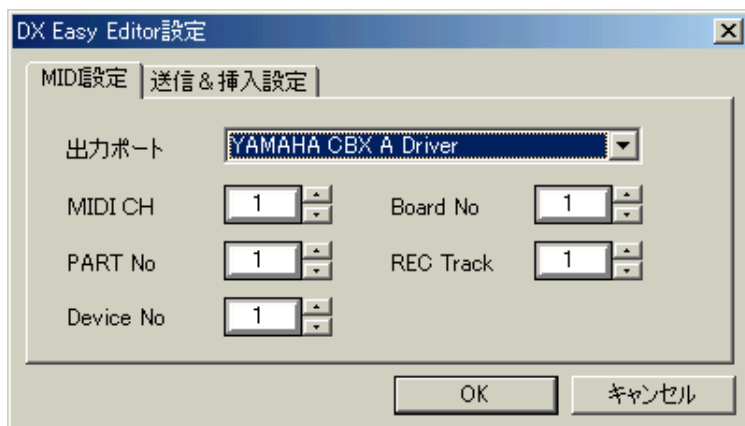 DX Easy Editor設定
MIDI設定 送信＆挿入設定
出力ポート YAMAHA CBX A Driver
MIDI CH 1 Board No 1
PART No 1 REC Track 1
Device No 1
OK キャンセル